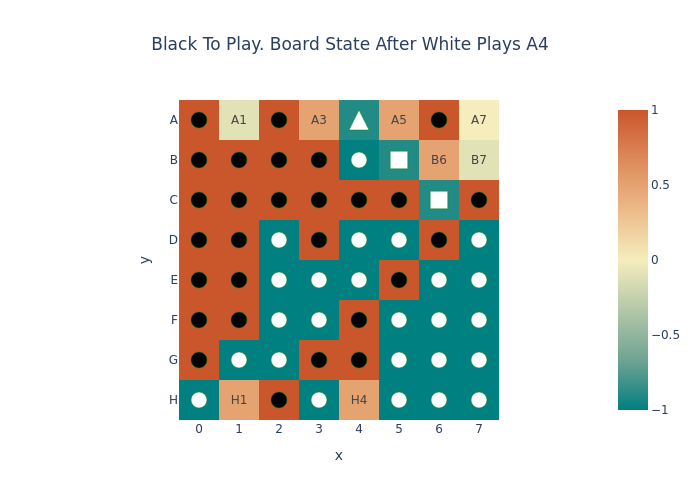 Black To Play. Board State After White Plays A4
A A1 A3 A5 A7
B B6 B7
C
D
E
F
G
H H1 H4
0 1 2 3 4 5 6 7
x
y
1
0.5
0
−0.5
−1